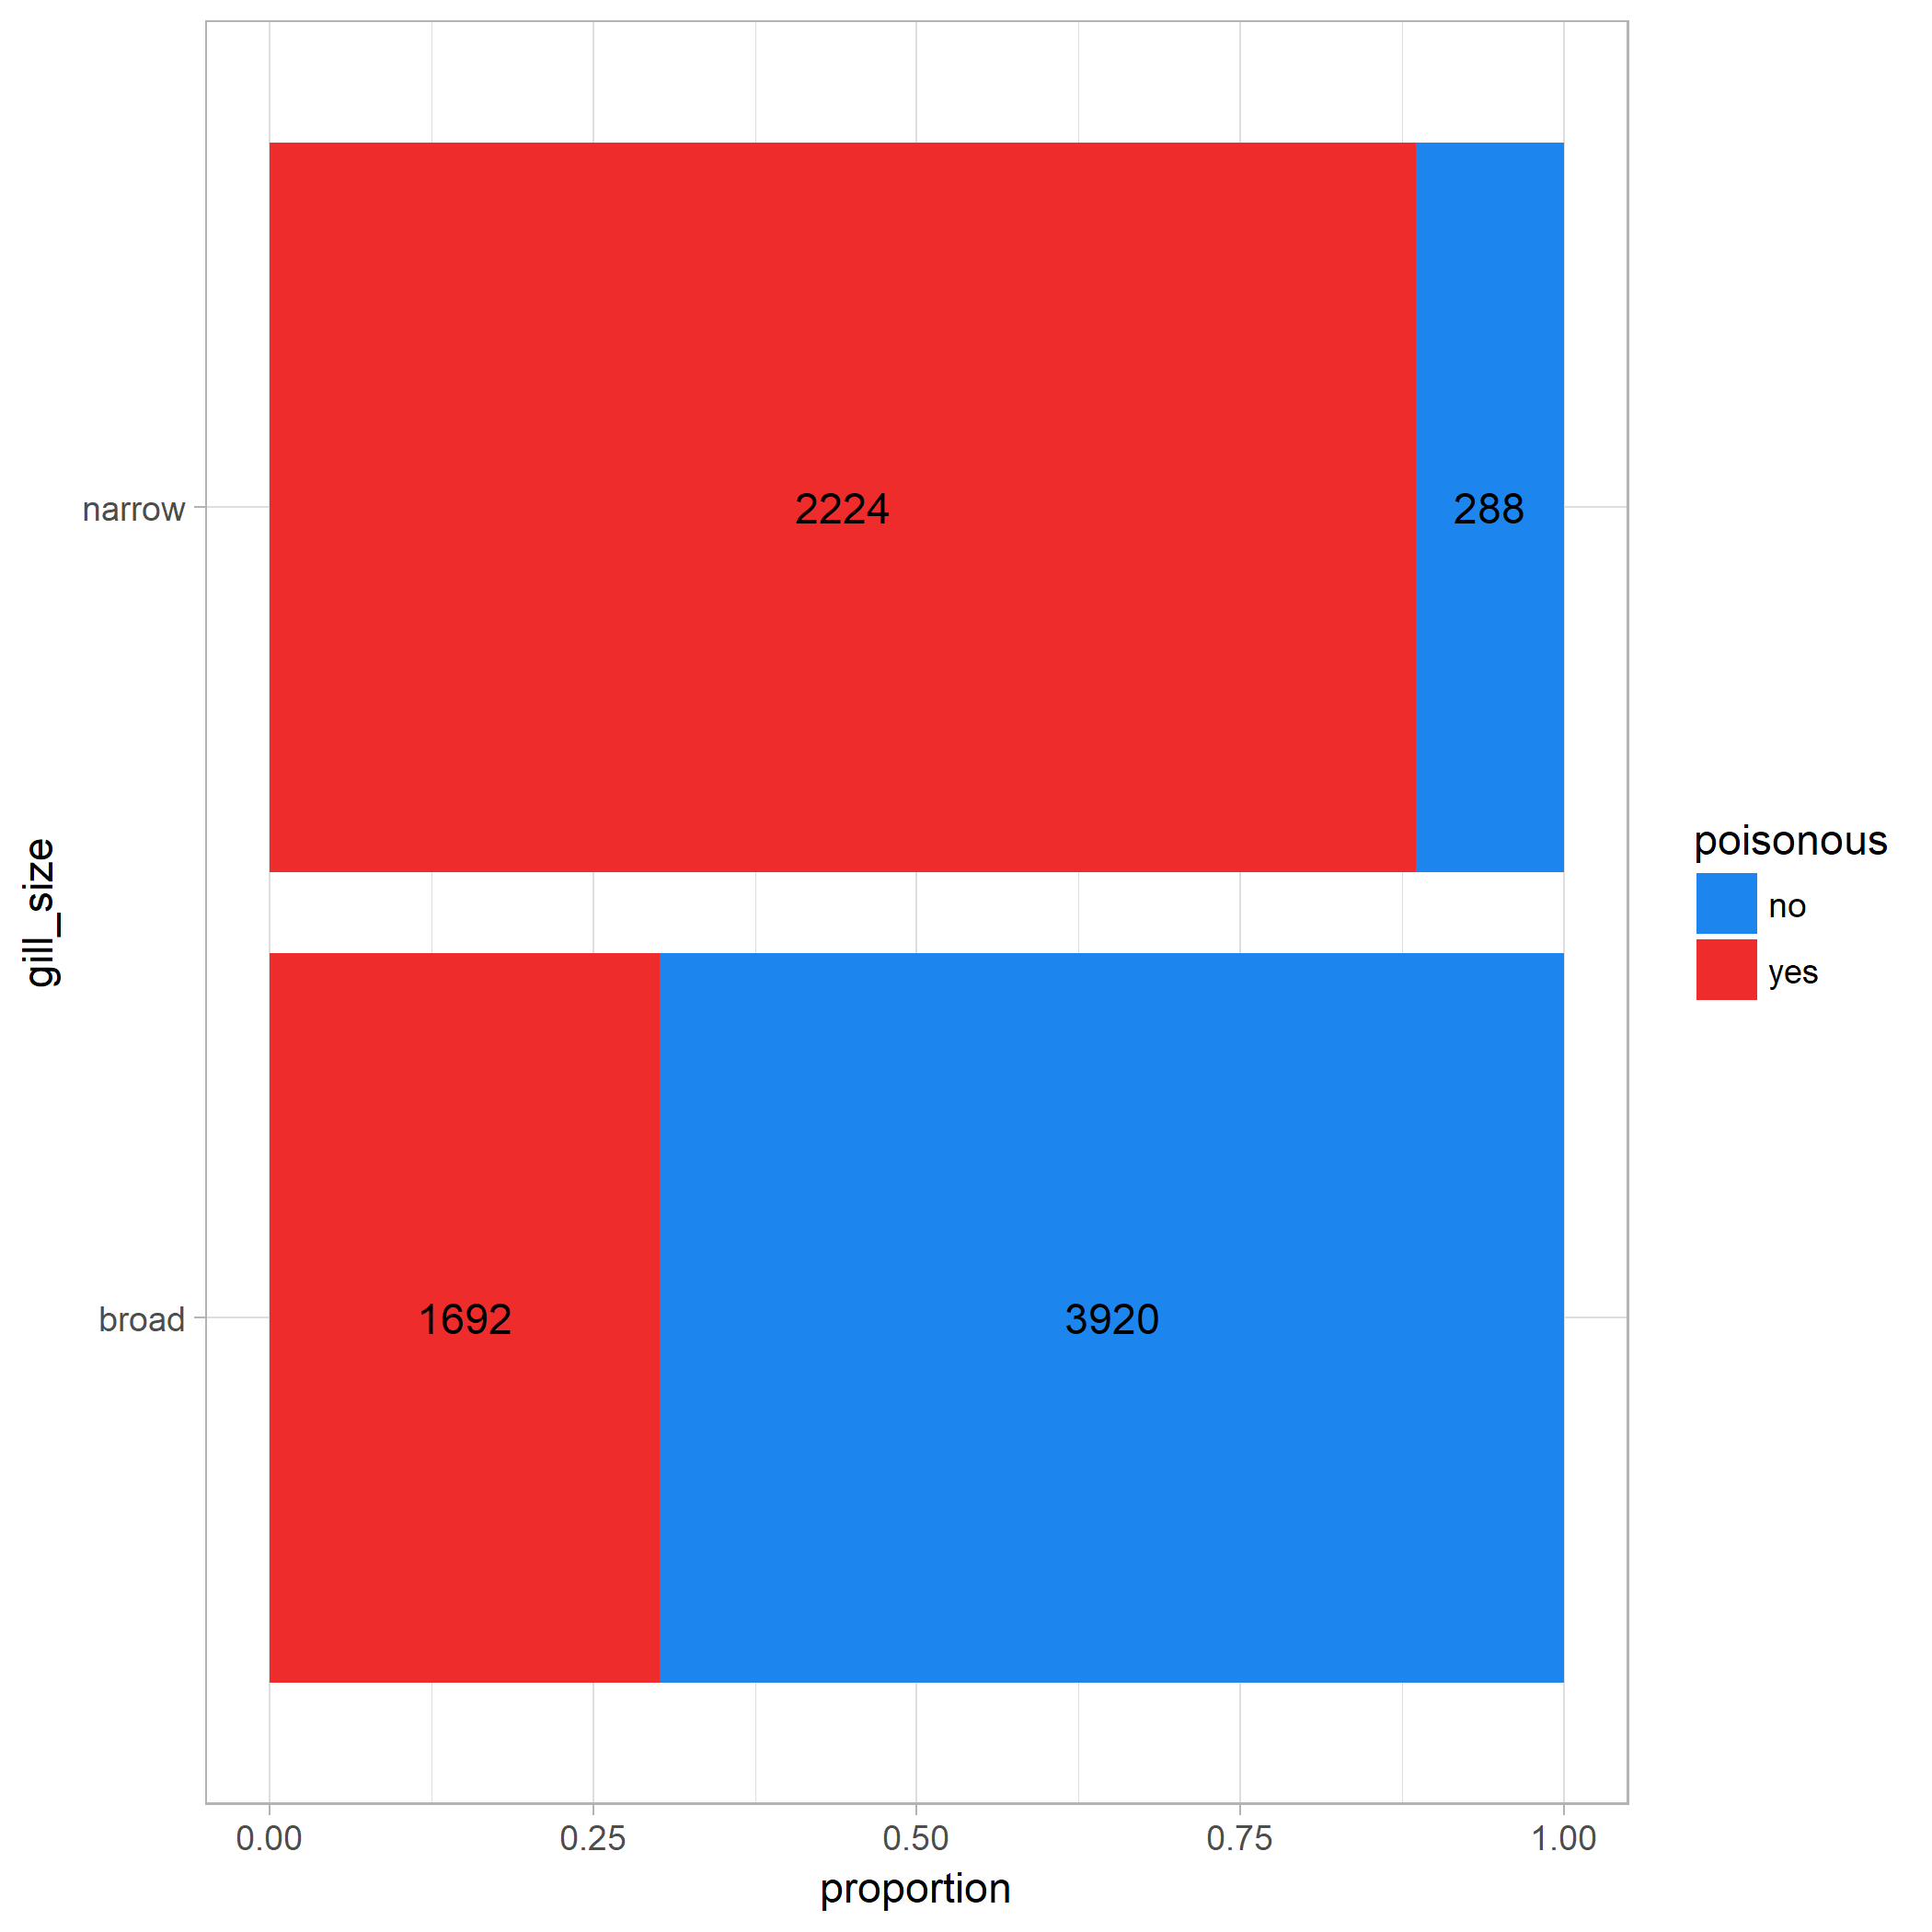 narrow
2224
288
gill_size
poisonous
no
yes
broad
1692
3920
0.00
0.25
0.50
0.75
1.00
proportion